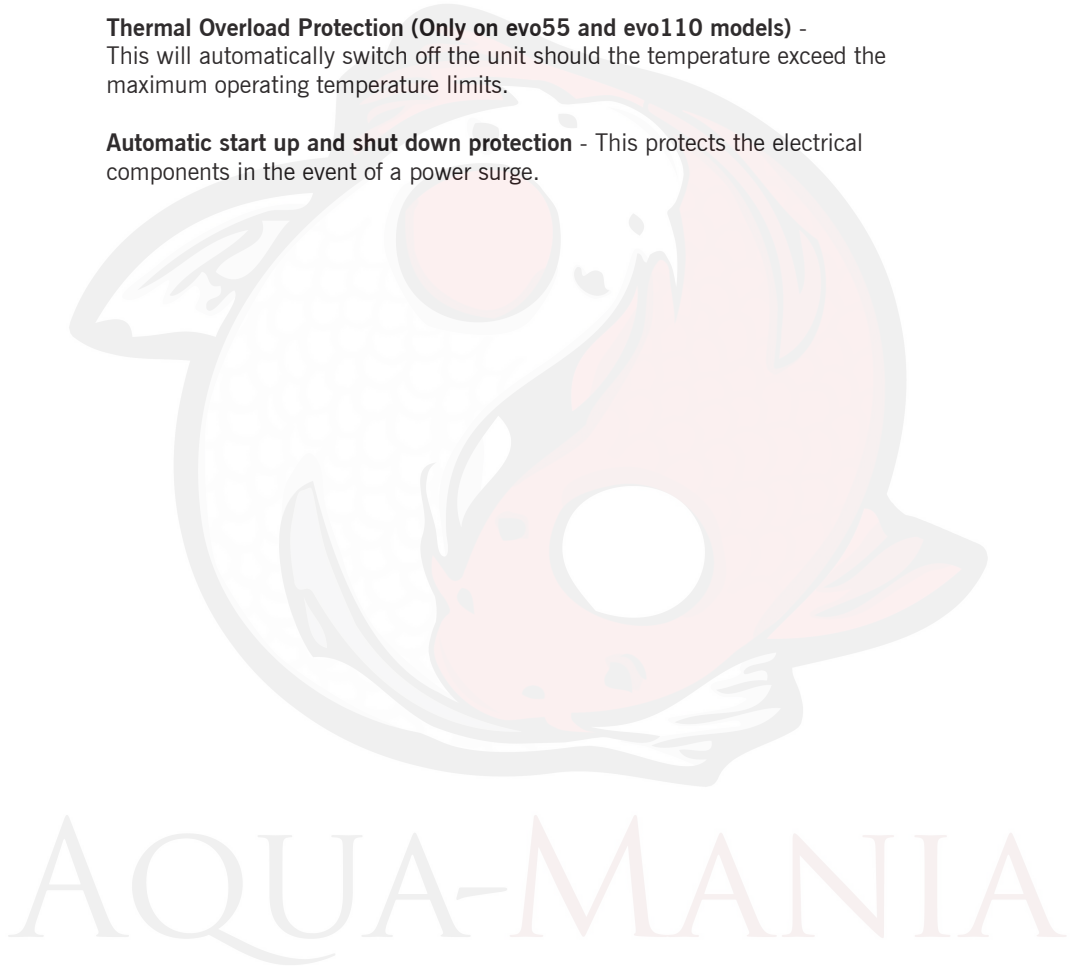 Thermal Overload Protection (Only on evo55 and evo110 models) -
This will automatically switch off the unit should the temperature exceed the
maximum operating temperature limits.
Automatic start up and shut down protection - This protects the electrical
components in the event of a power surge.
AQUA-MANIA